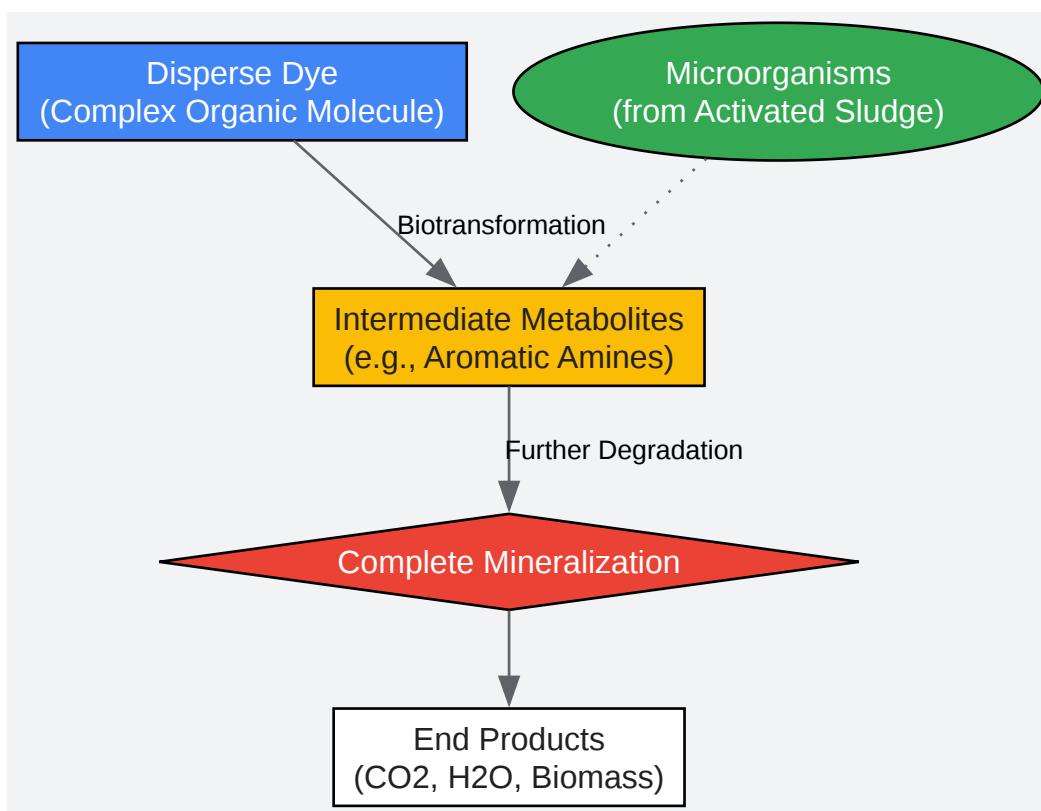 Disperse Dye
(Complex Organic Molecule)
Microorganisms
(from Activated Sludge)
Biotransformation
Intermediate Metabolites
(e.g., Aromatic Amines)
Further Degradation
Complete Mineralization
End Products
(CO2, H2O, Biomass)